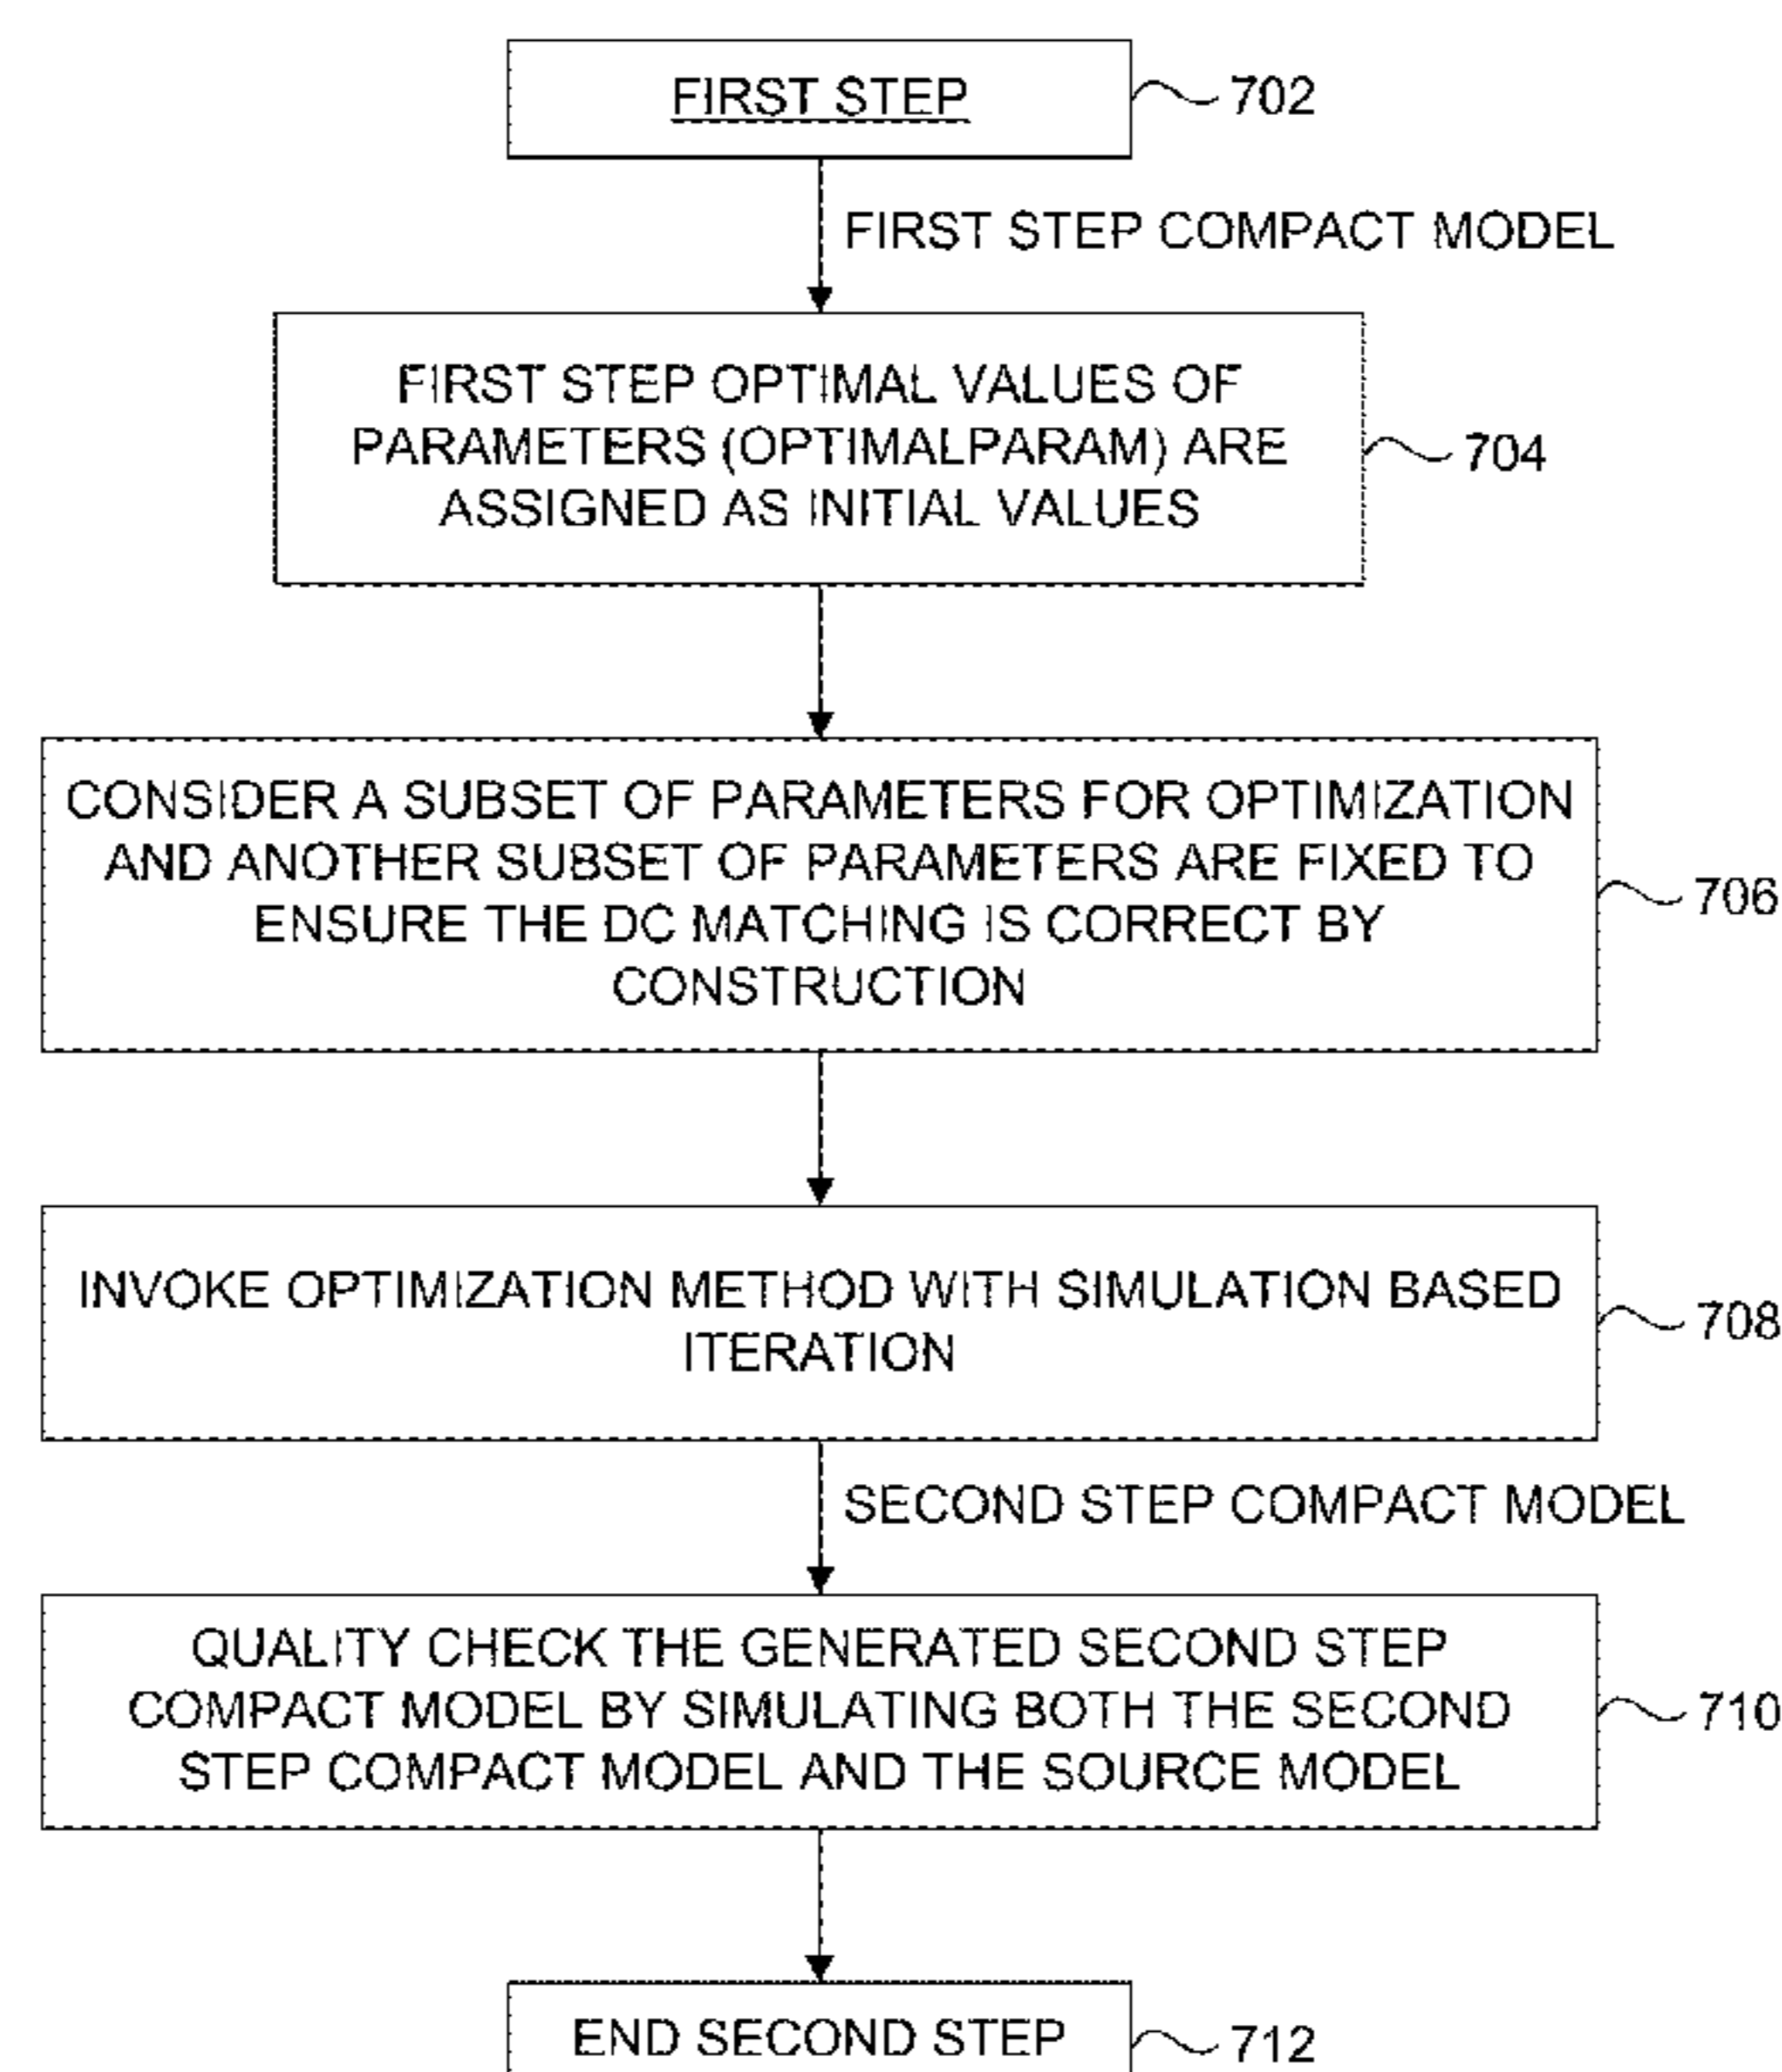 FIRST STEP
702
FIRST STEP COMPACT MODEL
FIRST STEP OPTIMAL VALUES OF
PARAMETERS (OPTIMALPARAM) ARE
ASSIGNED AS INITIAL VALUES
704
CONSIDER A SUBSET OF PARAMETERS FOR OPTIMIZATION
AND ANOTHER SUBSET OF PARAMETERS ARE FIXED TO
ENSURE THE DC MATCHING IS CORRECT BY
CONSTRUCTION
706
INVOKE OPTIMIZATION METHOD WITH SIMULATION BASED
ITERATION
708
SECOND STEP COMPACT MODEL
QUALITY CHECK THE GENERATED SECOND STEP
COMPACT MODEL BY SIMULATING BOTH THE SECOND
STEP COMPACT MODEL AND THE SOURCE MODEL
710
END SECOND STEP
712